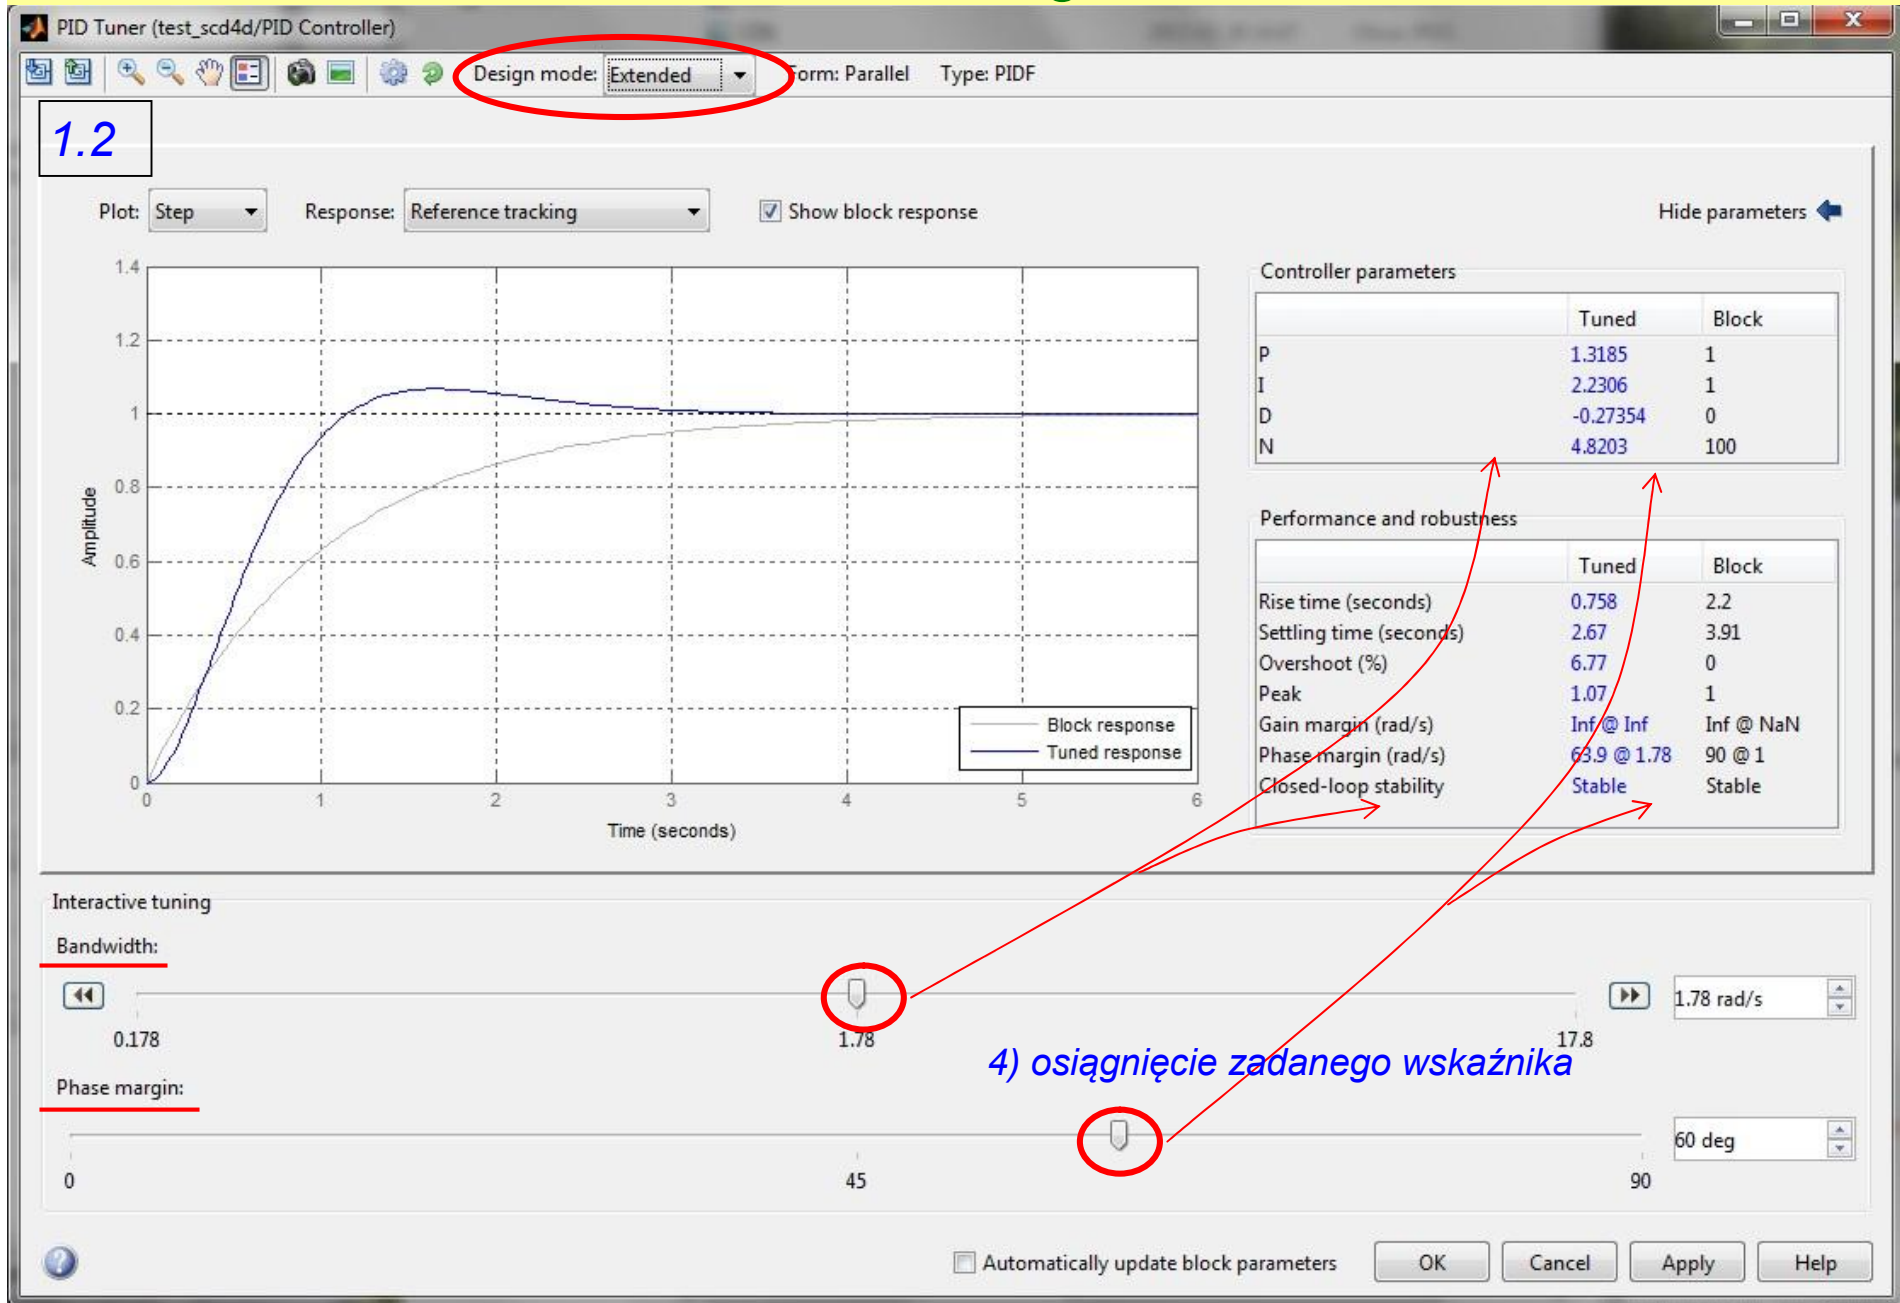 PID Tuner (test_scd4d/PID Controller)
Design mode: Extended Form: Parallel Type: PIDF
1.2
Plot: Step Response: Reference tracking Show block response Hide parameters
1.4
1.2
1
0.8
0.6
0.4
0.2
0
Amplitude
0 1 2 3 4 5 6
Time (seconds)
Block response
Tuned response
Controller parameters
Tuned Block
P 1.3185 1
I 2.2306 1
D -0.27354 0
N 4.8203 100
Performance and robustness
Tuned Block
Rise time (seconds) 0.758 2.2
Settling time (seconds) 2.67 3.91
Overshoot (%) 6.77 0
Peak 1.07 1
Gain margin (rad/s) Inf @ Inf Inf @ NaN
Phase margin (rad/s) 63.9 @ 1.78 90 @ 1
Closed-loop stability Stable Stable
Interactive tuning
Bandwidth:
1.78 rad/s
0.178 1.78 17.8
4) osiągnięcie zadanego wskaźnika
Phase margin:
60 deg
0 45 90
Automatically update block parameters OK Cancel Apply Help